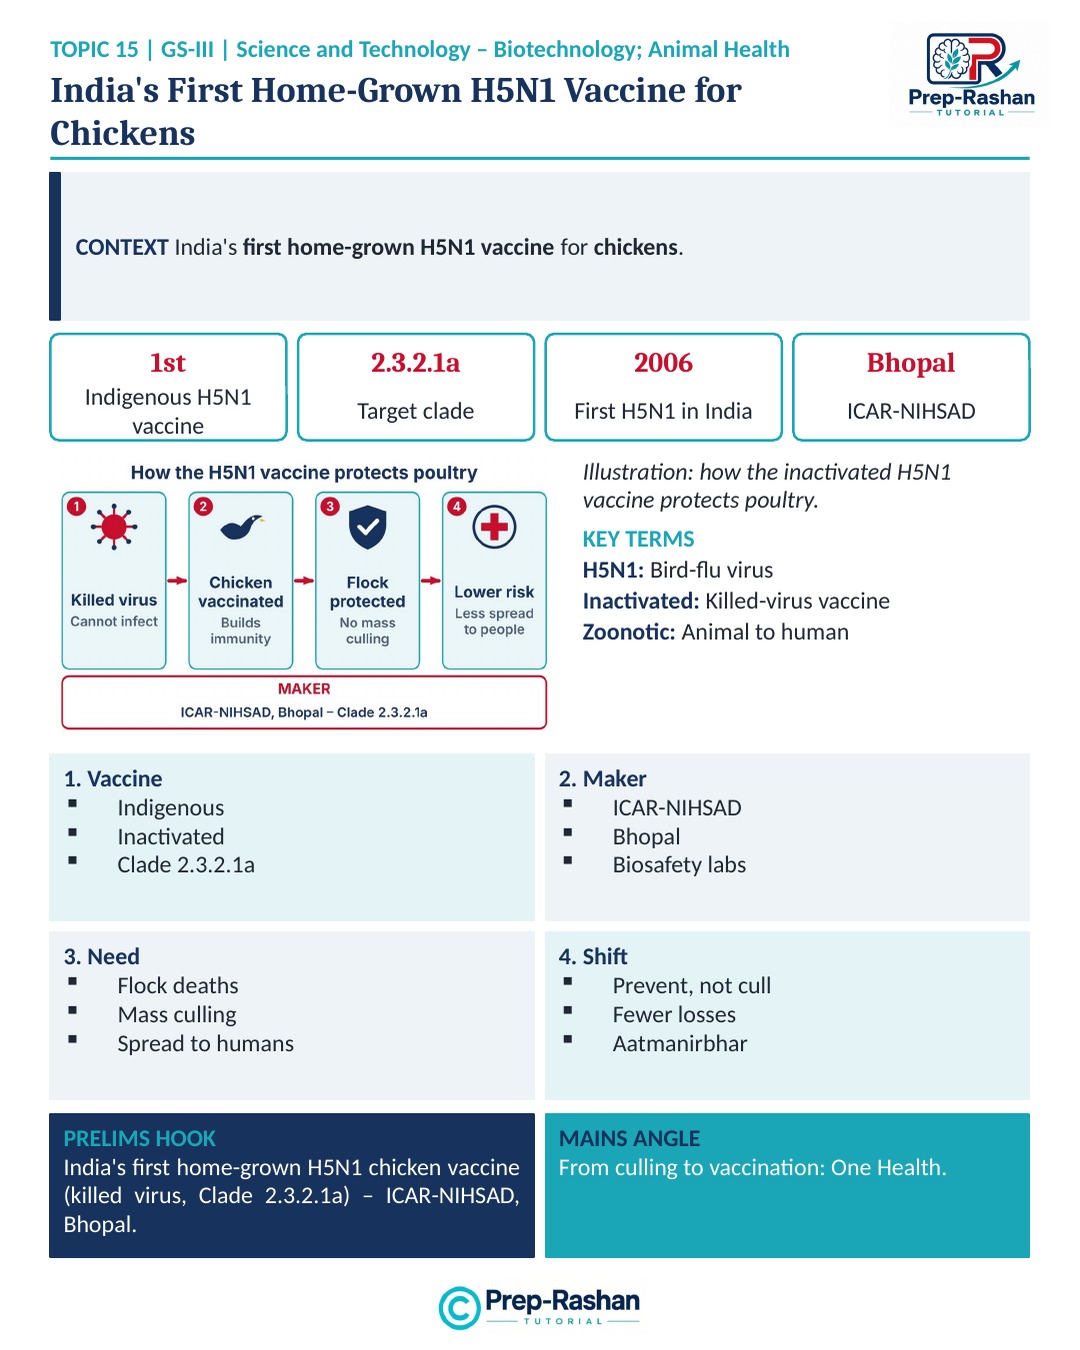 TOPIC 15 | GS-III | Science and Technology – Biotechnology; Animal Health
India's First Home-Grown H5N1 Vaccine for
Chickens
R
Prep-Rashan
TUTORIAL
CONTEXT India's first home-grown H5N1 vaccine for chickens.
1st
Indigenous H5N1
vaccine
2.3.2.1a
Target clade
2006
First H5N1 in India
Bhopal
ICAR-NIHSAD
How the H5N1 vaccine protects poultry
1
Killed virus
Cannot infect
2
Chicken
vaccinated
Builds
immunity
3
Flock
protected
No mass
culling
4
Lower risk
Less spread
to people
MAKER
ICAR-NIHSAD, Bhopal – Clade 2.3.2.1a
Illustration: how the inactivated H5N1
vaccine protects poultry.
KEY TERMS
H5N1: Bird-flu virus
Inactivated: Killed-virus vaccine
Zoonotic: Animal to human
1. Vaccine
▪ Indigenous
▪ Inactivated
▪ Clade 2.3.2.1a
2. Maker
▪ ICAR-NIHSAD
▪ Bhopal
▪ Biosafety labs
3. Need
▪ Flock deaths
▪ Mass culling
▪ Spread to humans
4. Shift
▪ Prevent, not cull
▪ Fewer losses
▪ Aatmanirbhar
PRELIMS HOOK
India's first home-grown H5N1 chicken vaccine
(killed virus, Clade 2.3.2.1a) – ICAR-NIHSAD,
Bhopal.
MAINS ANGLE
From culling to vaccination: One Health.
© Prep-Rashan
TUTORIAL